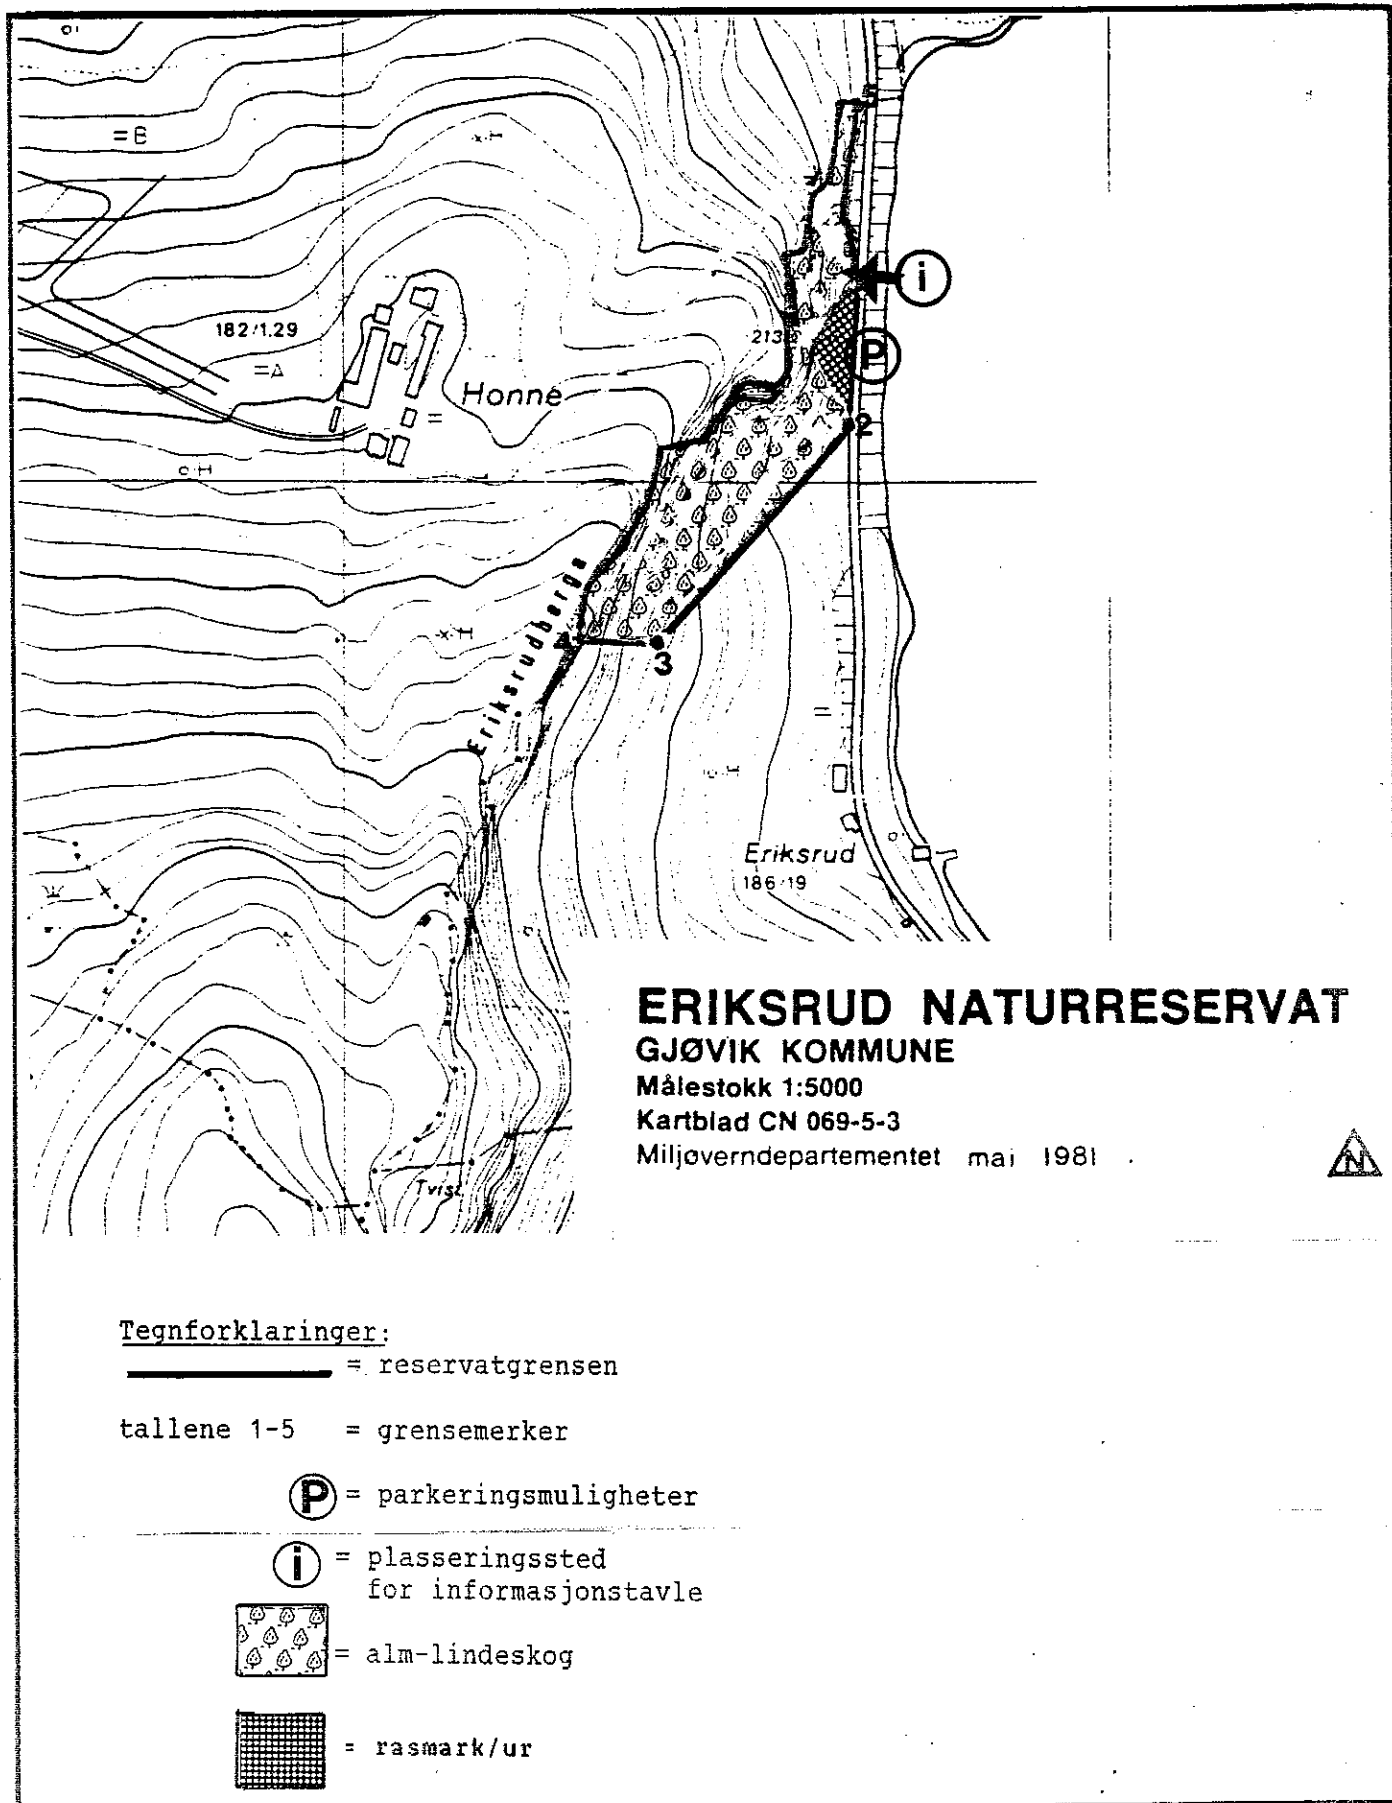 5
= B
x·H
i
182/1.29
213
=A
P
Honne
2
o·H
Eriksrudberga
x·H
3
o·H
Eriksrud
186/19
ERIKSRUD NATURRESERVAT
GJØVIK KOMMUNE
Målestokk 1:5000
Kartblad CN 069-5-3
Miljøverndepartementet mai 1981
N
Tvist
Tegnforklaringer:
= reservatgrensen
tallene 1-5 = grensemerker
P = parkeringsmuligheter
i = plasseringssted
for informasjonstavle
= alm-lindeskog
= rasmark/ur